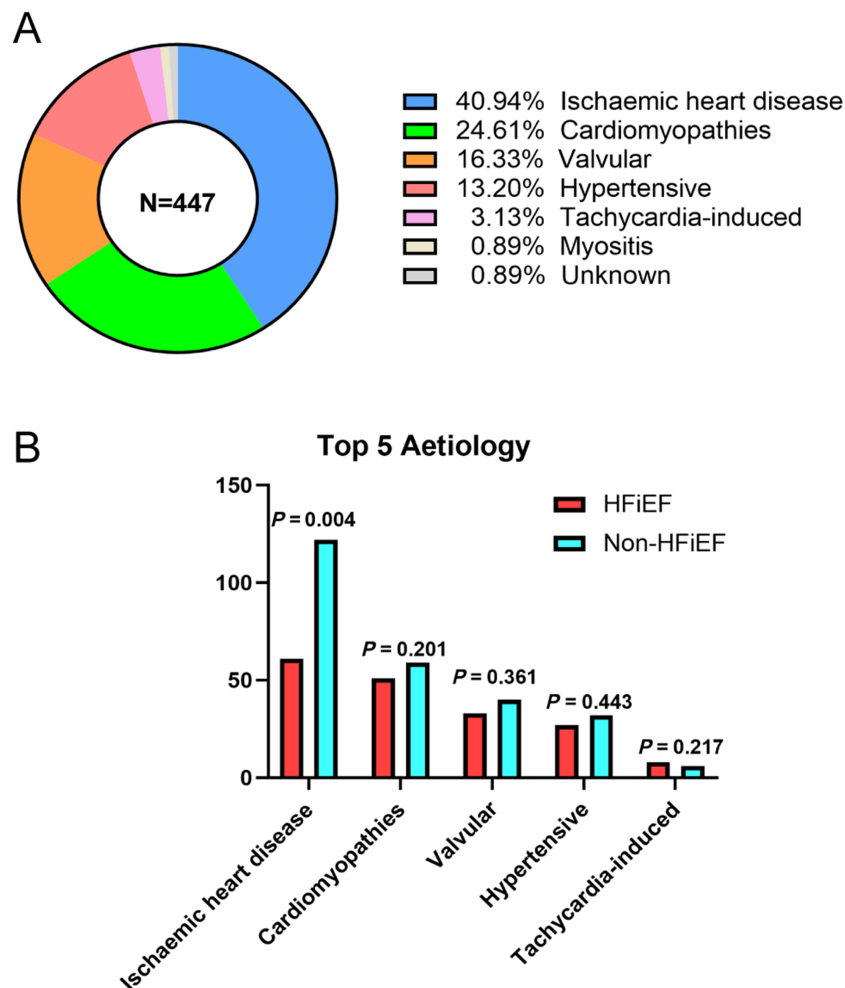 A
N=447
40.94% Ischaemic heart disease
24.61% Cardiomyopathies
16.33% Valvular
13.20% Hypertensive
3.13% Tachycardia-induced
0.89% Myositis
0.89% Unknown
B
Top 5 Aetiology
HFiEF
Non-HFiEF
150
100
50
0
P = 0.004
P = 0.201
P = 0.361
P = 0.443
P = 0.217
Ischaemic heart disease
Cardiomyopathies
Valvular
Hypertensive
Tachycardia-induced